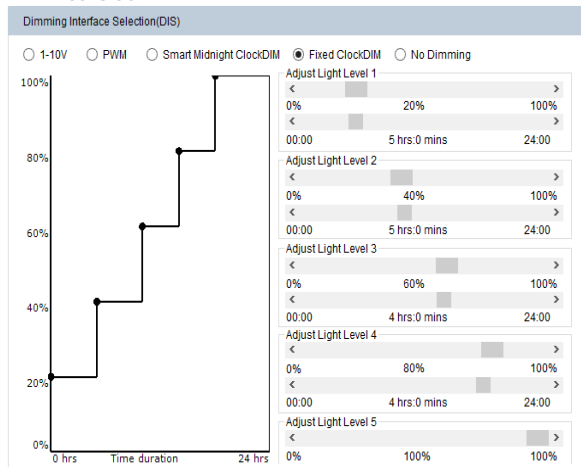 Dimming Interface Selection(DIS)
1-10V PWM Smart Midnight ClockDIM Fixed ClockDIM No Dimming
100%
80%
60%
40%
20%
0%
0 hrs Time duration 24 hrs
Adjust Light Level 1
0% 20% 100%
00:00 5 hrs:0 mins 24:00
Adjust Light Level 2
0% 40% 100%
00:00 5 hrs:0 mins 24:00
Adjust Light Level 3
0% 60% 100%
00:00 4 hrs:0 mins 24:00
Adjust Light Level 4
0% 80% 100%
00:00 4 hrs:0 mins 24:00
Adjust Light Level 5
0% 100% 100%